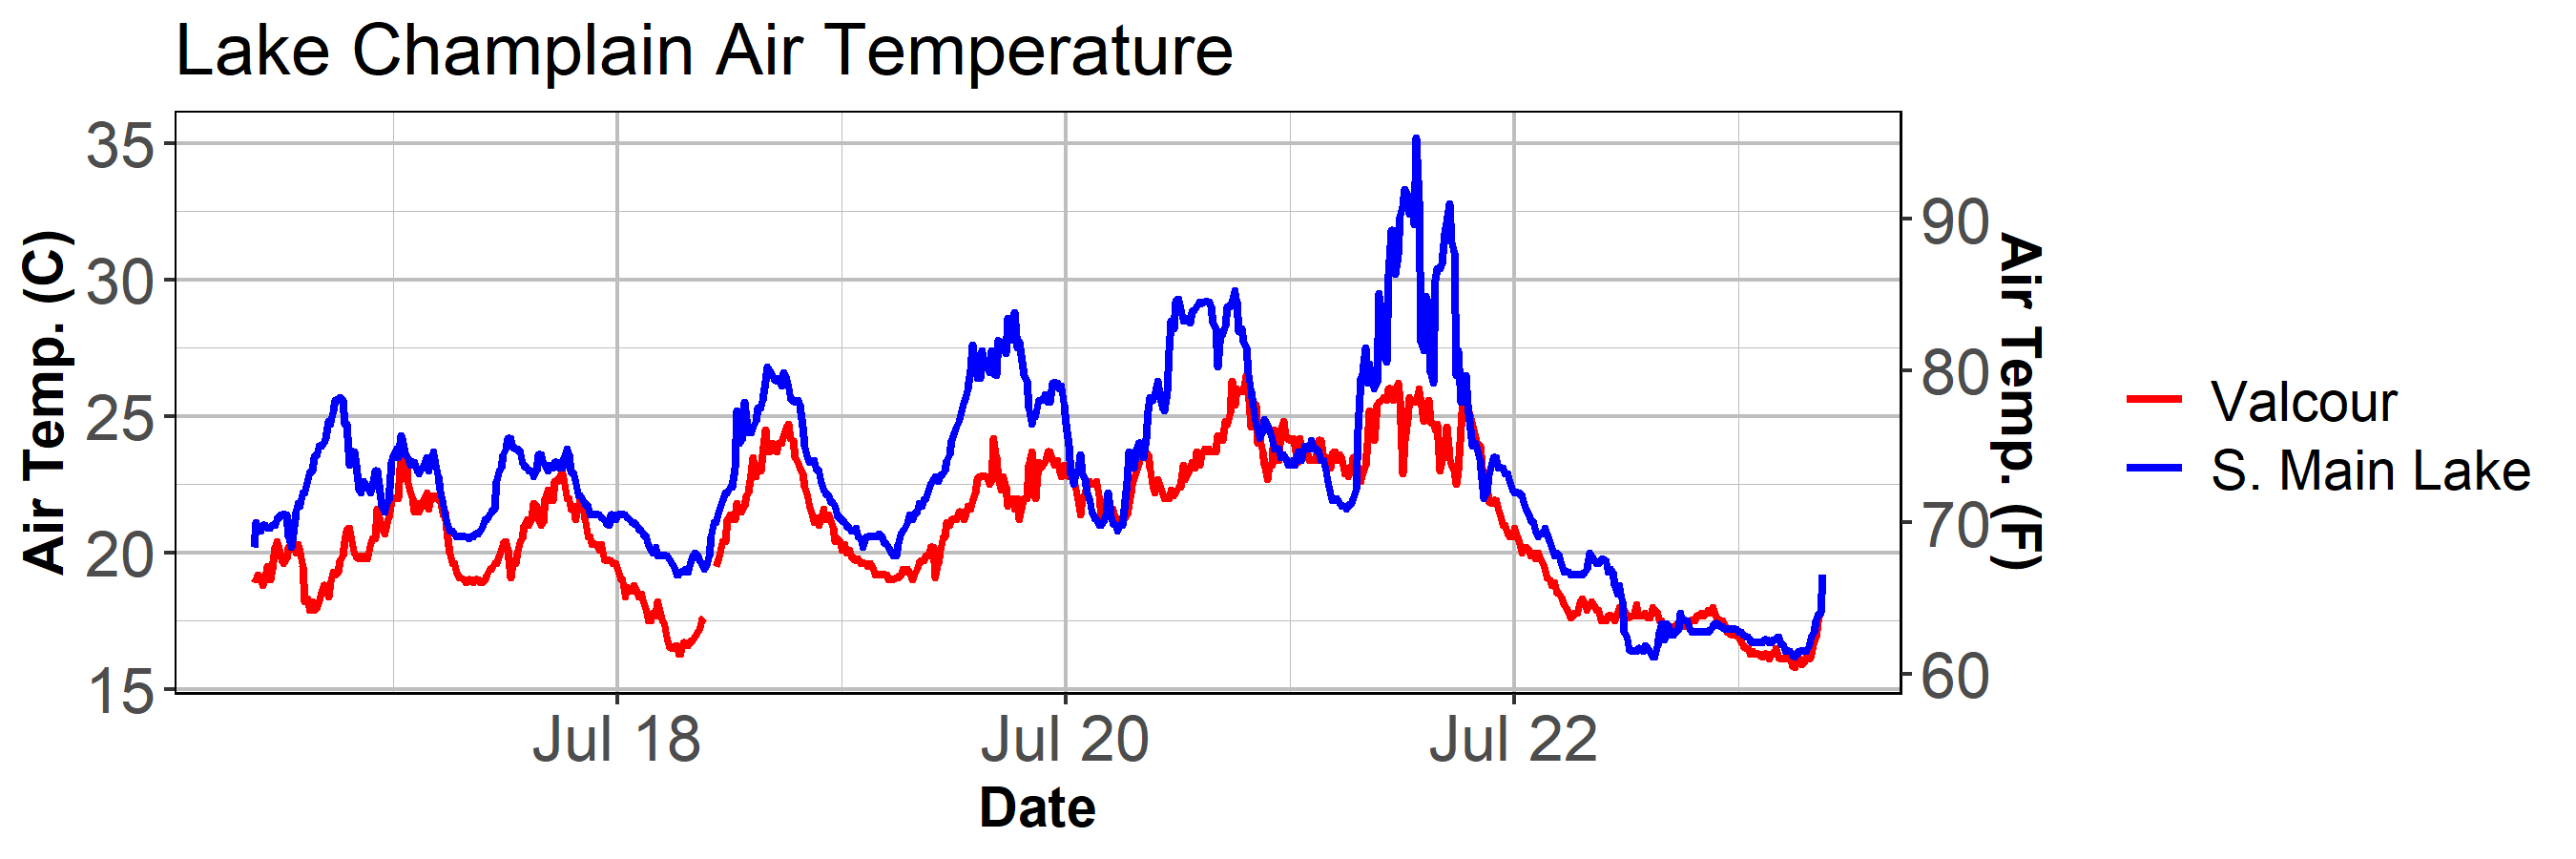 Lake Champlain Air Temperature
35
30
25
20
15
Air Temp. (C)
90
80
70
60
Air Temp. (F)
Jul 18
Jul 20
Jul 22
Date
Valcour
S. Main Lake